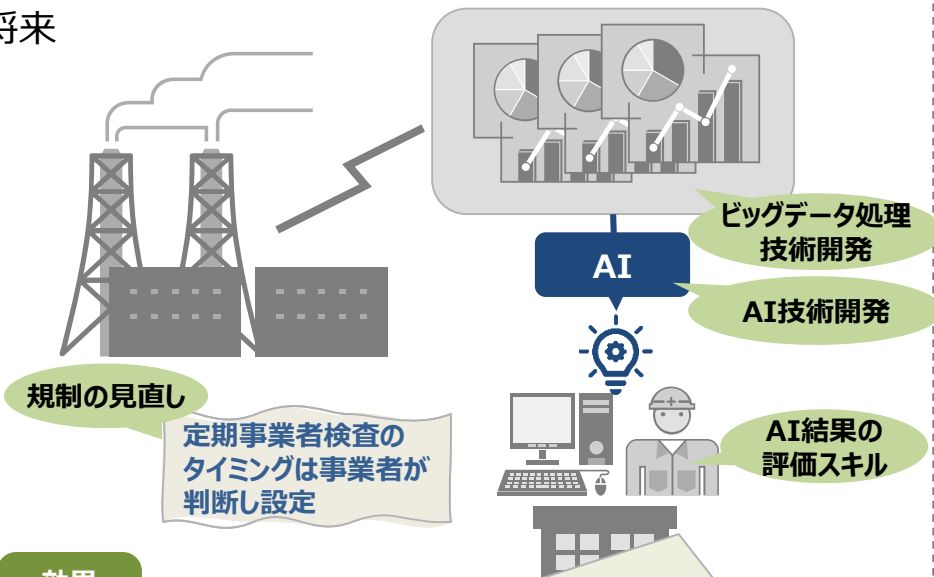 将来
ビッグデータ処理
技術開発
AI
AI技術開発
規制の見直し
定期事業者検査の
タイミングは事業者が
判断し設定
AI結果の
評価スキル
効果